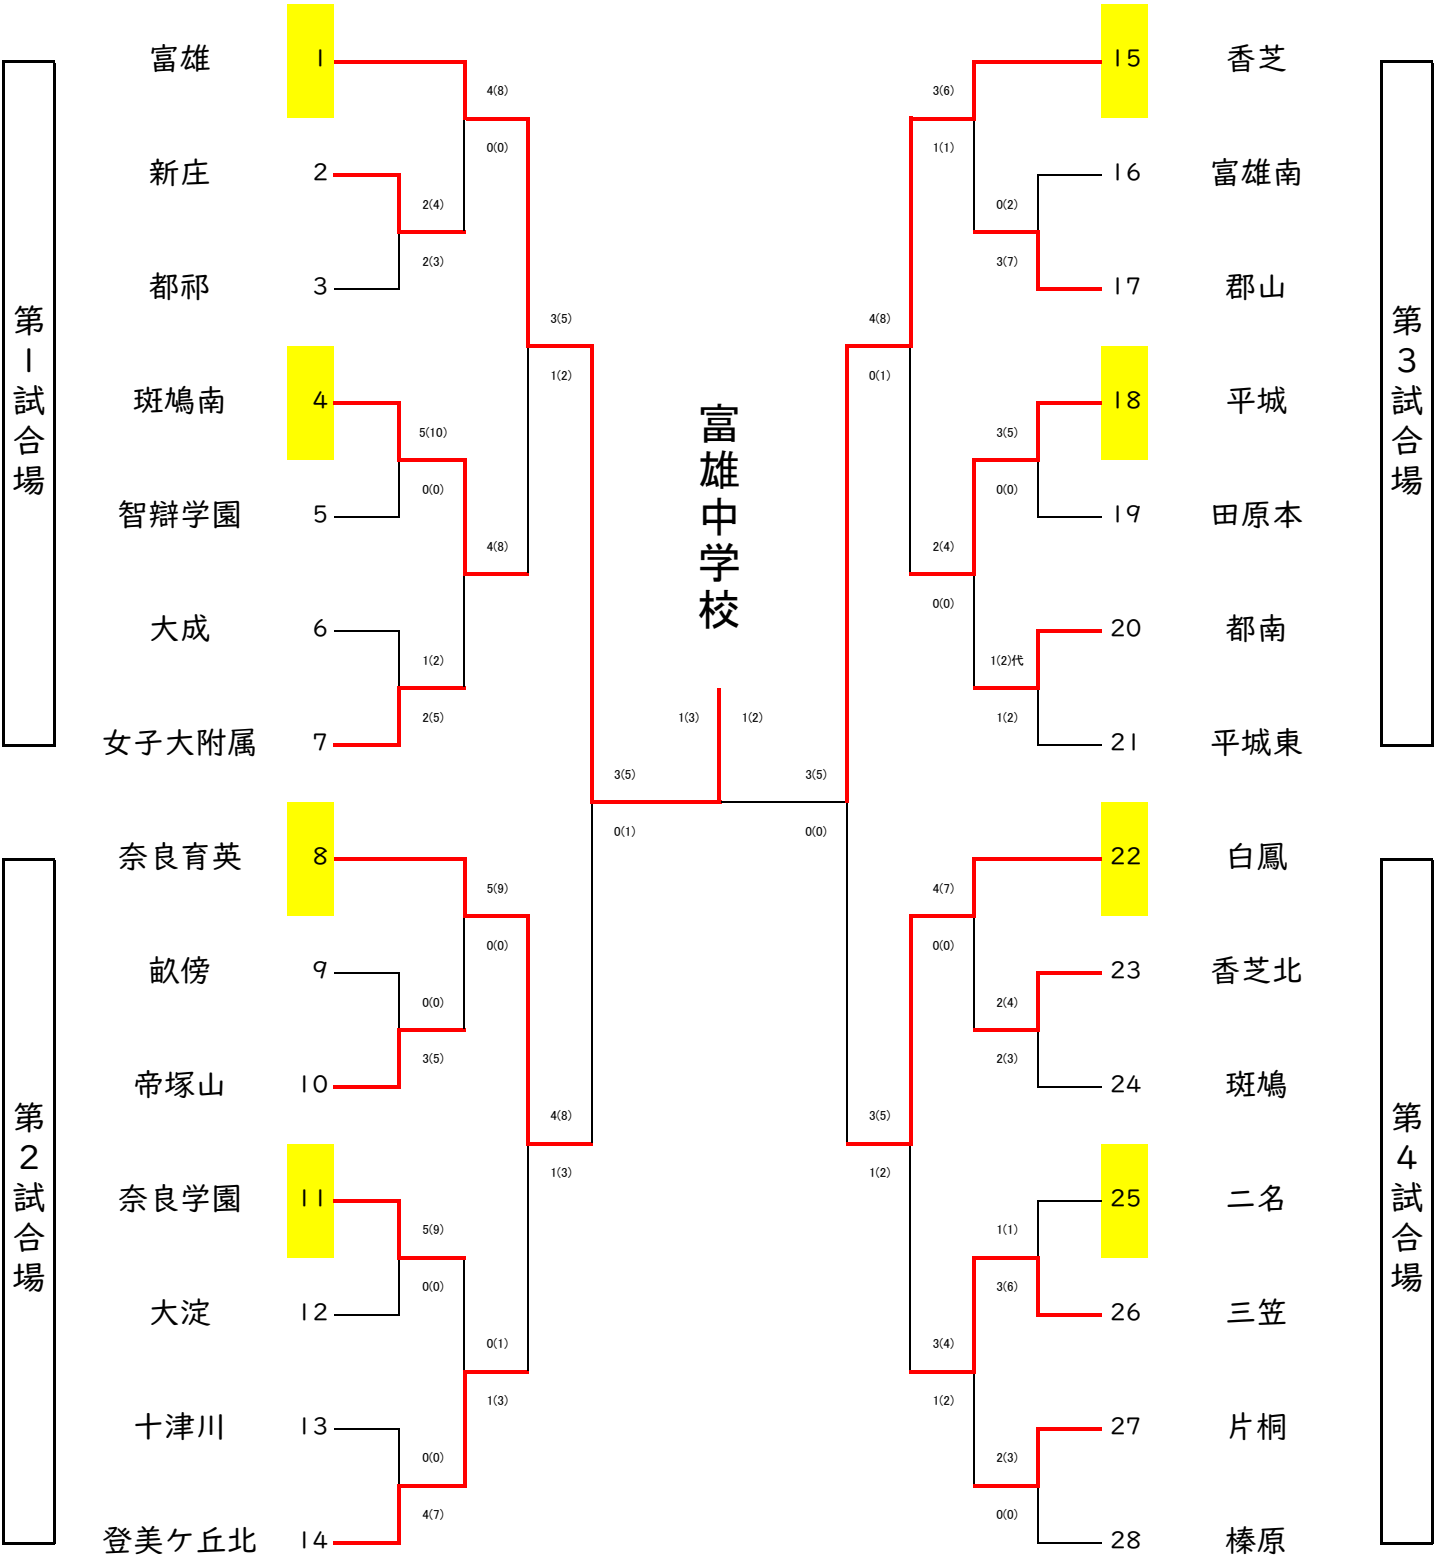 第1試合場
富雄 1
4(8)
0(0)
新庄 2
2(4)
2(3)
都祁 3
3(5)
1(2)
斑鳩南 4
5(10)
0(0)
智辯学園 5
4(8)
大成 6
1(2)
2(5)
女子大附属 7
3(5)
0(1)
第2試合場
奈良育英 8
5(9)
0(0)
畝傍 9
0(0)
3(5)
帝塚山 10
4(8)
1(3)
奈良学園 11
5(9)
0(0)
大淀 12
0(1)
1(3)
十津川 13
0(0)
4(7)
登美ケ丘北 14
富雄中学校
1(3) 1(2)
第3試合場
15 香芝
3(6)
1(1)
16 富雄南
0(2)
3(7)
17 郡山
4(8)
0(1)
18 平城
3(5)
0(0)
19 田原本
2(4)
0(0)
20 都南
1(2)代
1(2)
21 平城東
3(5)
0(0)
第4試合場
22 白鳳
4(7)
0(0)
23 香芝北
2(4)
2(3)
24 斑鳩
3(5)
1(2)
25 二名
1(1)
3(6)
26 三笠
3(4)
1(2)
27 片桐
2(3)
0(0)
28 榛原